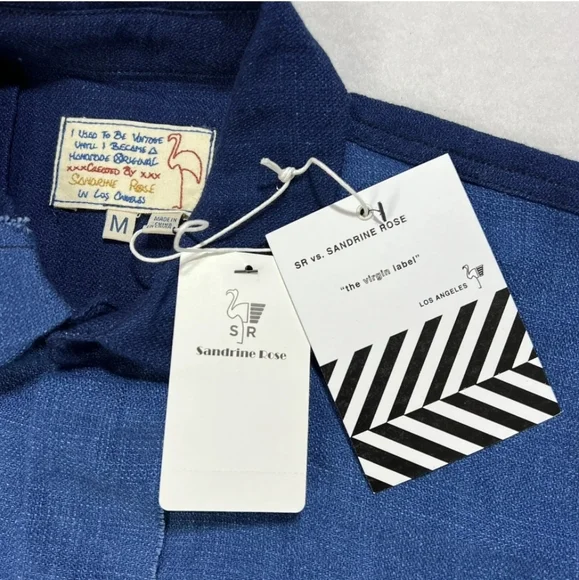 I USED TO BE VINTAGE
UNTIL I BECAME A
HANDMADE ORIGINAL
xxxCREATED BY xxx
SANDRINE ROSE
IN LOS ANGELES
M
MADE IN
SR
Sandrine Rose
SR vs. SANDRINE ROSE
"the virgin label"
LOS ANGELES